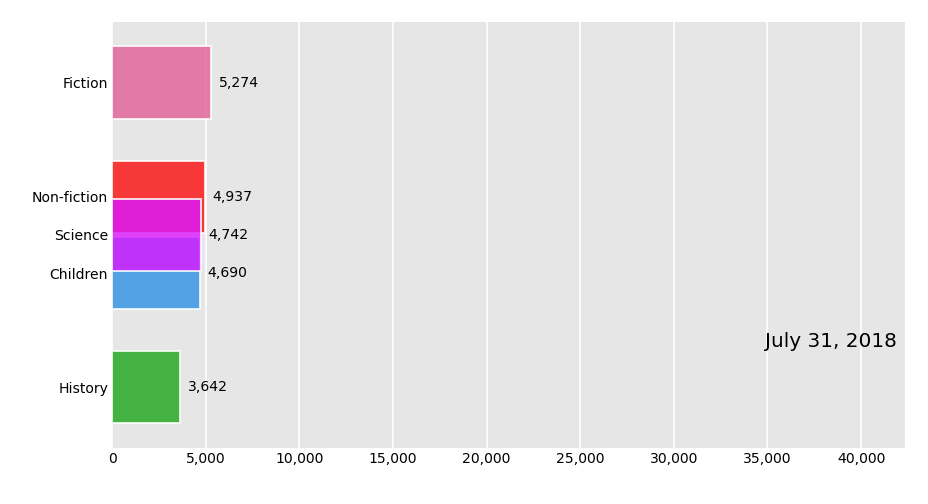 Fiction 5,274
Non-fiction 4,937
Science 4,742
Children 4,690
July 31, 2018
History 3,642
0 5,000 10,000 15,000 20,000 25,000 30,000 35,000 40,000